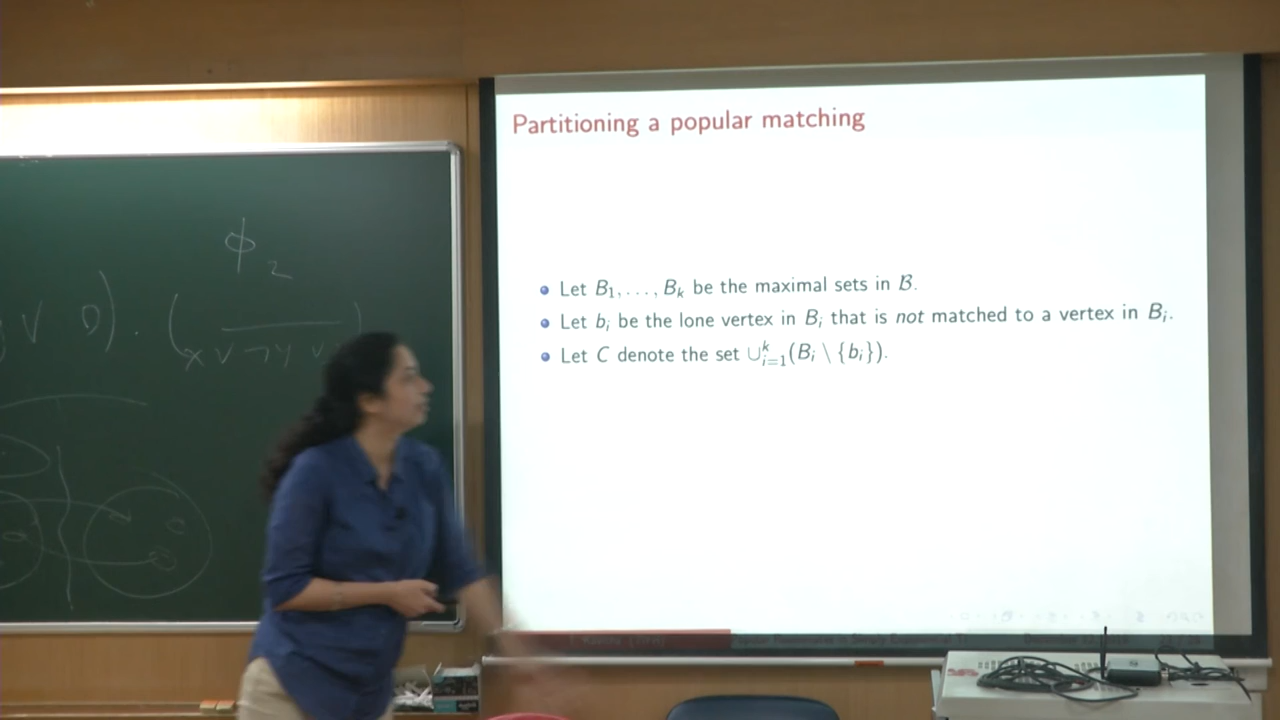 Partitioning a popular matching
• Let B₁, . . . , Bₖ be the maximal sets in ℬ.
• Let bᵢ be the lone vertex in Bᵢ that is not matched to a vertex in Bᵢ.
• Let C denote the set ∪ᵏᵢ₌₁(Bᵢ \ {bᵢ}).
ϕ₂
V D) . (
x ∨ ¬y ∨